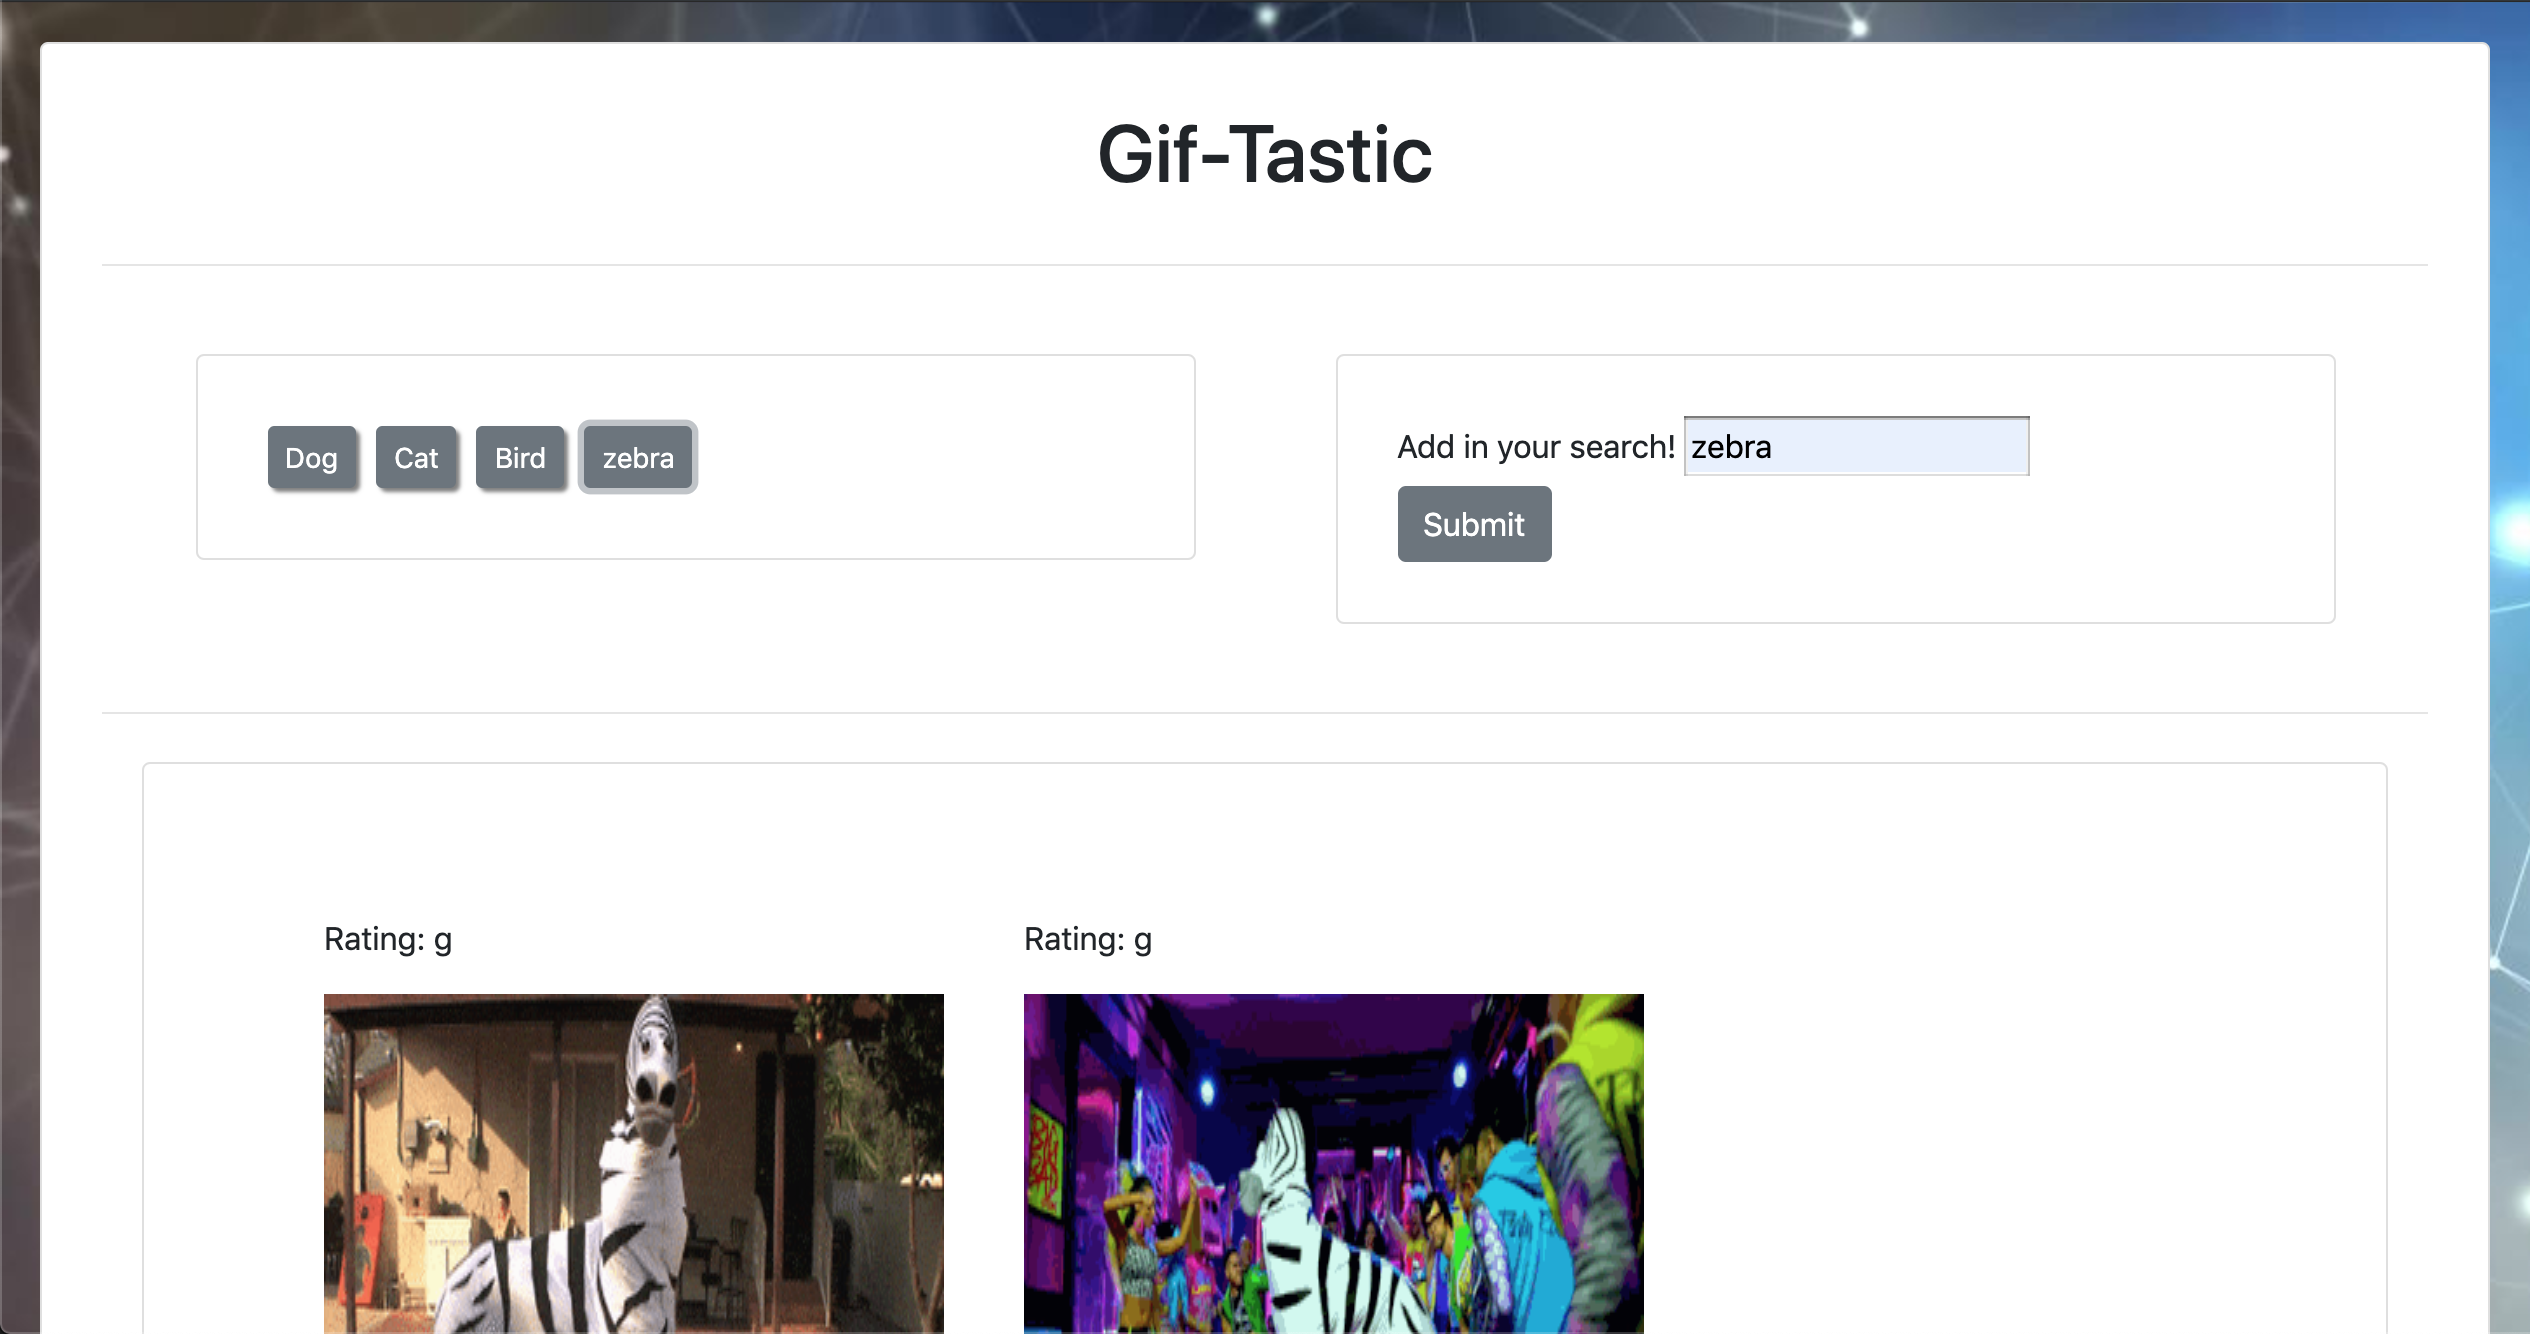 Gif-Tastic
Dog Cat Bird zebra
Add in your search! zebra
Submit
Rating: g Rating: g